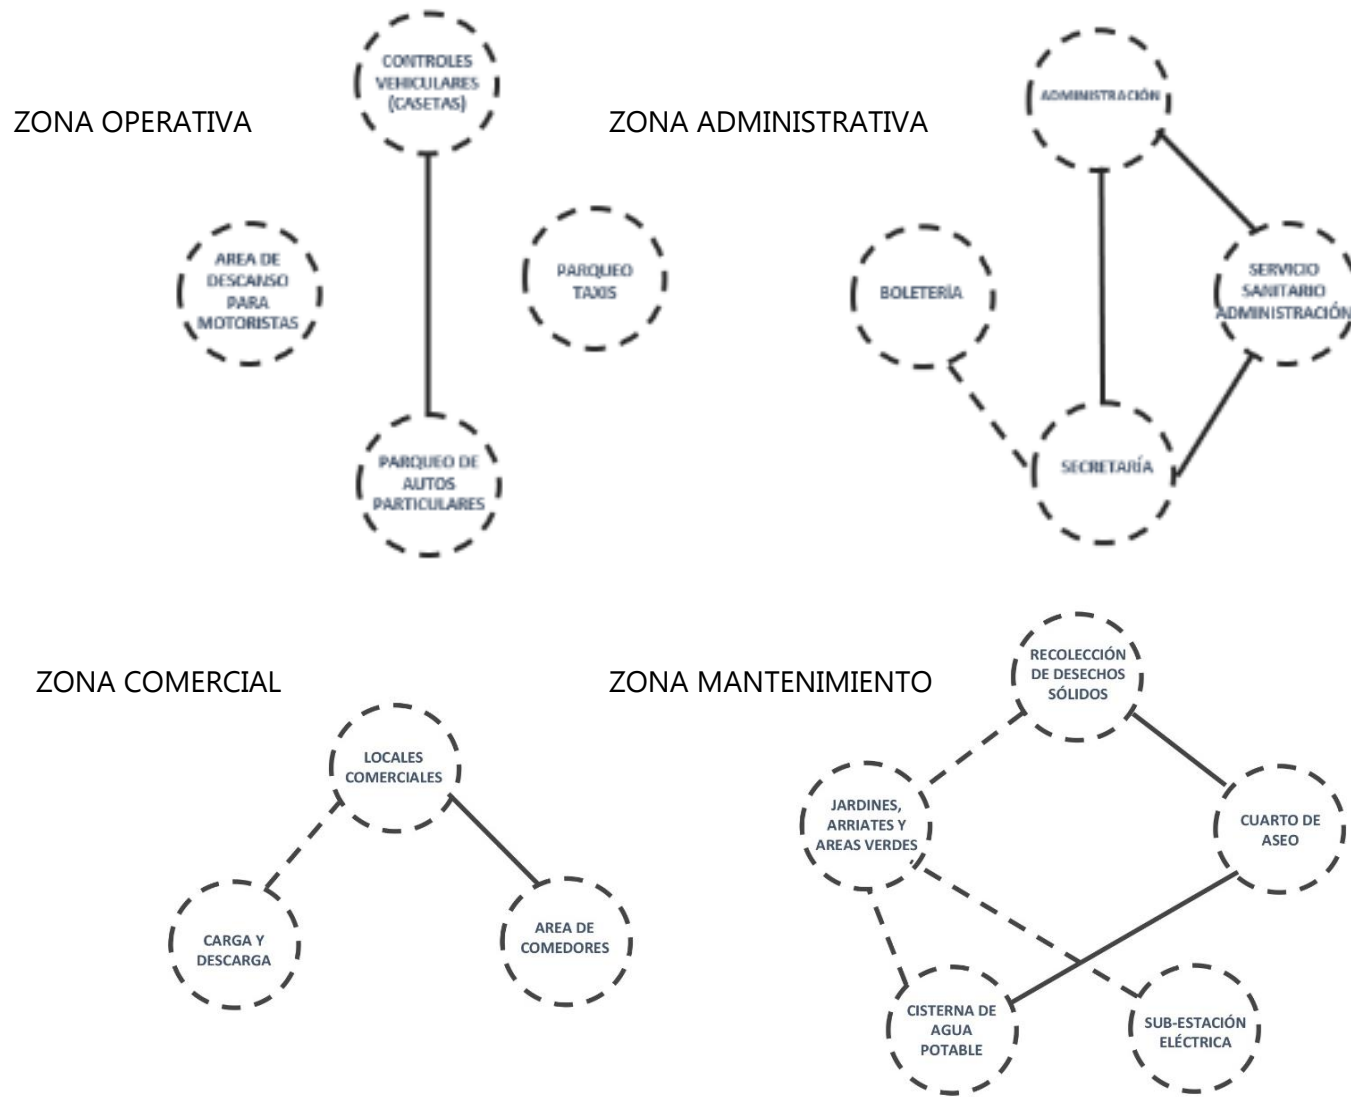 ZONA OPERATIVA
CONTROLES
VEHICULARES
(CASETAS)
AREA DE
DESCANSO
PARA
MOTORISTAS
PARQUEO
TAXIS
PARQUEO DE
AUTOS
PARTICULARES
ZONA ADMINISTRATIVA
ADMINISTRACIÓN
BOLETERÍA
SERVICIO
SANITARIO
ADMINISTRACIÓN
SECRETARÍA
ZONA COMERCIAL
LOCALES
COMERCIALES
CARGA Y
DESCARGA
AREA DE
COMEDORES
ZONA MANTENIMIENTO
RECOLECCIÓN
DE DESECHOS
SÓLIDOS
JARDINES,
ARRIATES Y
AREAS VERDES
CUARTO DE
ASEO
CISTERNA DE
AGUA
POTABLE
SUB-ESTACIÓN
ELÉCTRICA